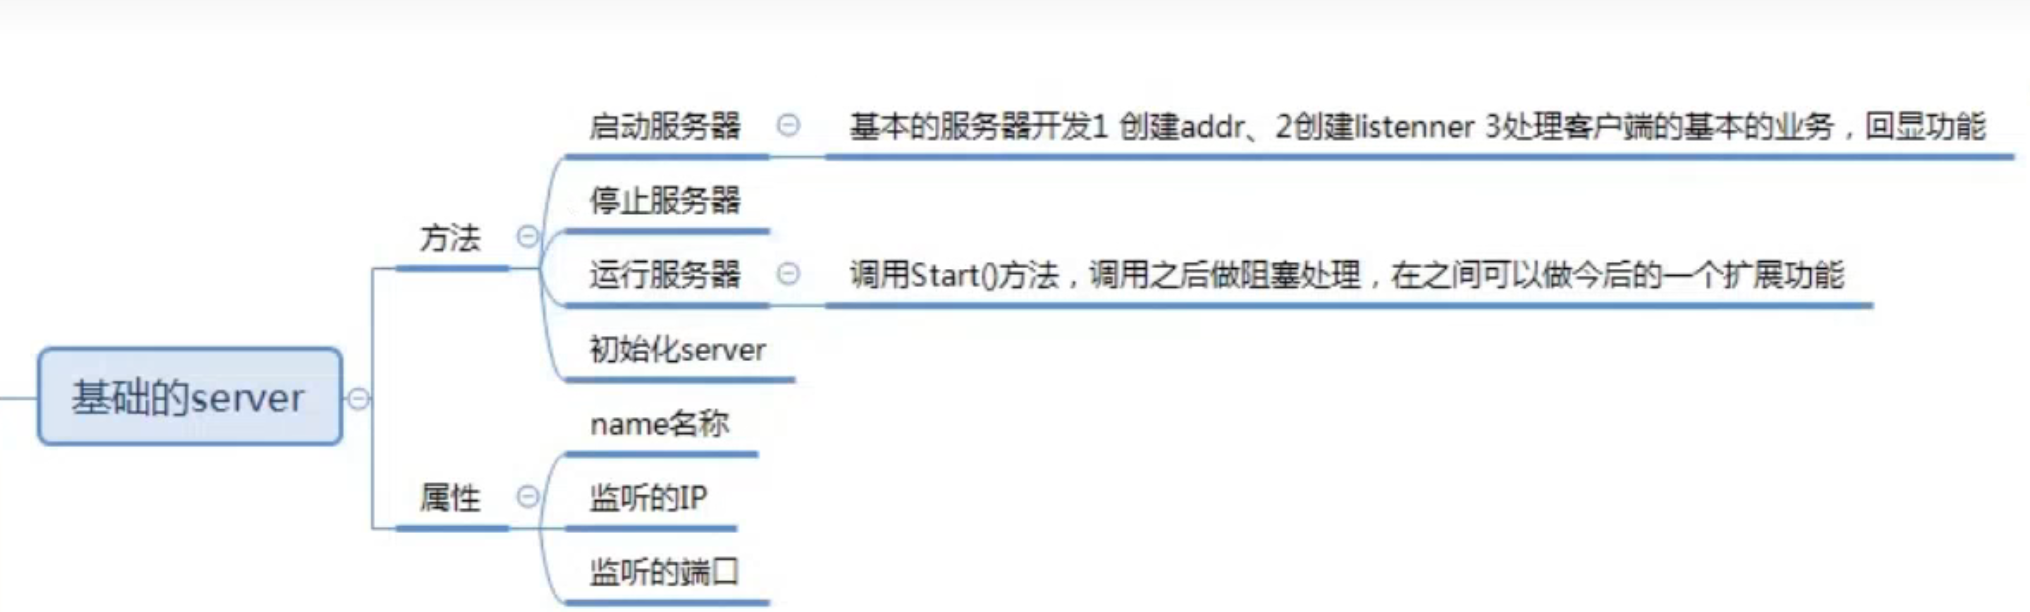 启动服务器
基本的服务器开发1 创建addr、2创建listenner 3处理客户端的基本的业务，回显功能
停止服务器
方法
运行服务器
调用Start()方法，调用之后做阻塞处理，在之间可以做今后的一个扩展功能
初始化server
基础的server
name名称
属性
监听的IP
监听的端口